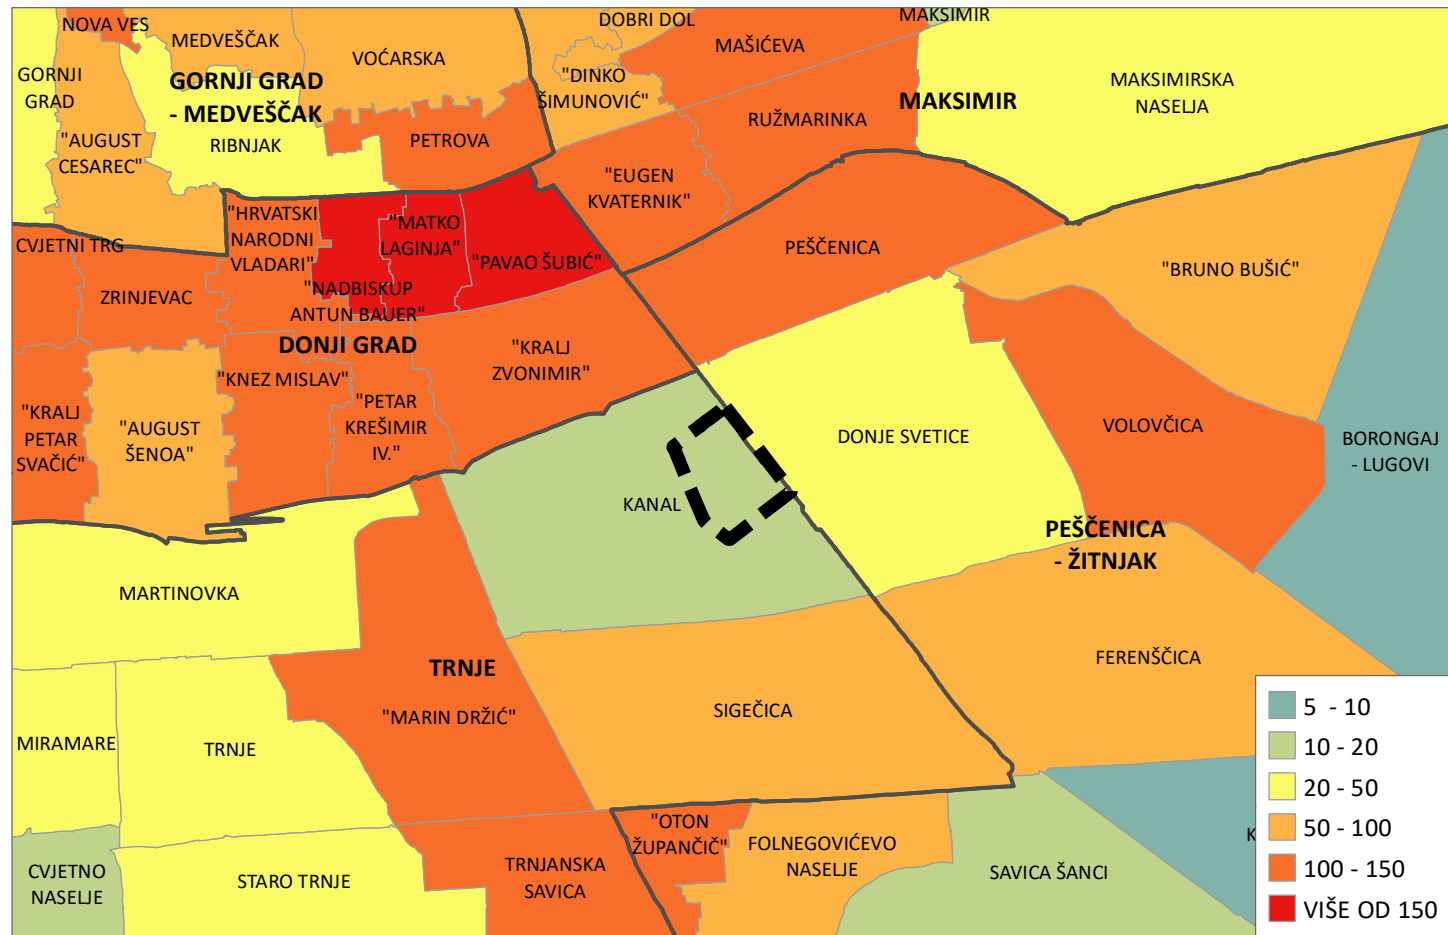 NOVA VES
MEDVEŠČAK
VOĆARSKA
DOBRI DOL
MAŠIĆEVA
MAKSIMIR
GORNJI
GRAD
GORNJI GRAD
- MEDVEŠČAK
"DINKO
ŠIMUNOVIĆ"
MAKSIMIR
MAKSIMIRSKA
NASELJA
RUŽMARINKA
"AUGUST
CESAREC"
RIBNJAK
PETROVA
"EUGEN
KVATERNIK"
"HRVATSKI
NARODNI
VLADARI"
"MATKO
LAGINJA"
"PAVAO ŠUBIĆ"
PEŠČENICA
"BRUNO BUŠIĆ"
CVJETNI TRG
ZRINJEVAC
"NADBISKUP
ANTUN BAUER"
DONJI GRAD
"KRALJ
ZVONIMIR"
"KNEZ MISLAV"
"PETAR
KREŠIMIR
IV."
"KRALJ
PETAR
SVAČIĆ"
"AUGUST
ŠENOA"
DONJE SVETICE
VOLOVČICA
BORONGAJ
- LUGOVI
KANAL
PEŠČENICA
- ŽITNJAK
MARTINOVKA
FERENŠČICA
TRNJE
"MARIN DRŽIĆ"
SIGEČICA
MIRAMARE
TRNJE
"OTON
ŽUPANČIČ"
FOLNEGOVIĆEVO
NASELJE
SAVICA ŠANCI
K
CVJETNO
NASELJE
STARO TRNJE
TRNJANSKA
SAVICA
5 - 10
10 - 20
20 - 50
50 - 100
100 - 150
VIŠE OD 150